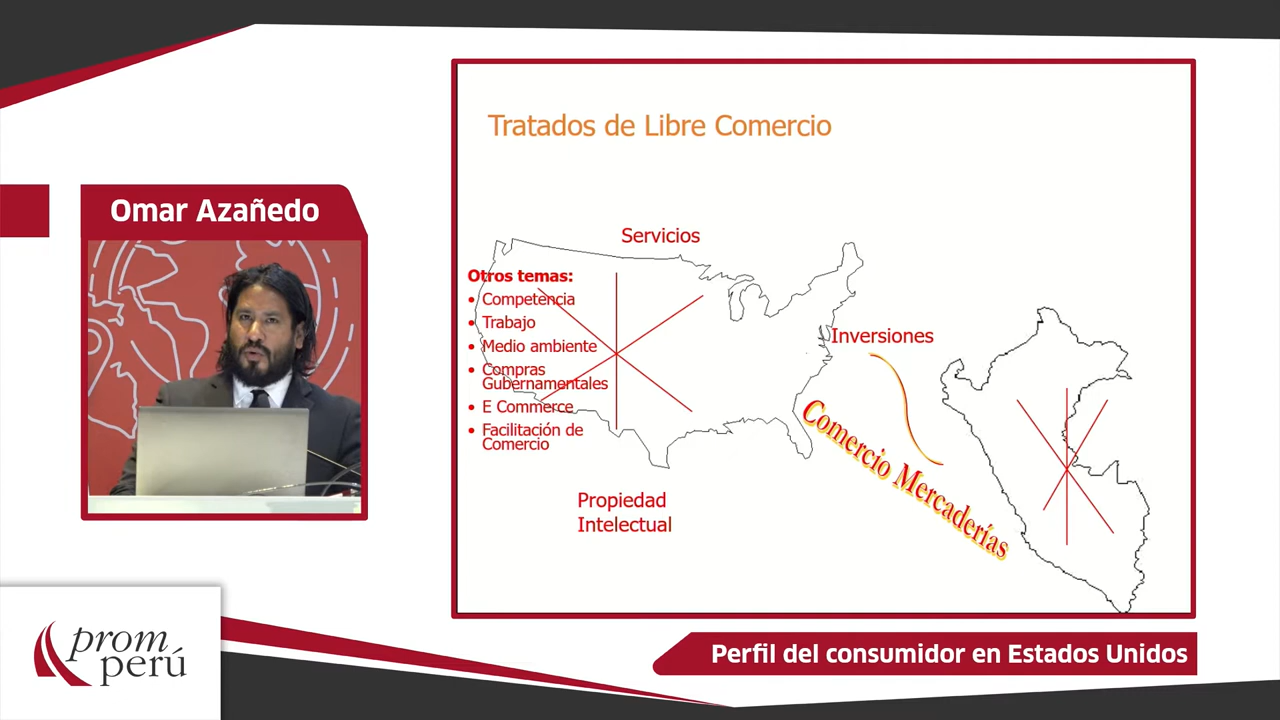 Omar Azañedo
Tratados de Libre Comercio
Servicios
Otros temas:
• Competencia
• Trabajo
• Medio ambiente
• Compras
Gubernamentales
• E Commerce
• Facilitación de
Comercio
Inversiones
Comercio Mercaderías
Propiedad
Intelectual
prom
perú
Perfil del consumidor en Estados Unidos